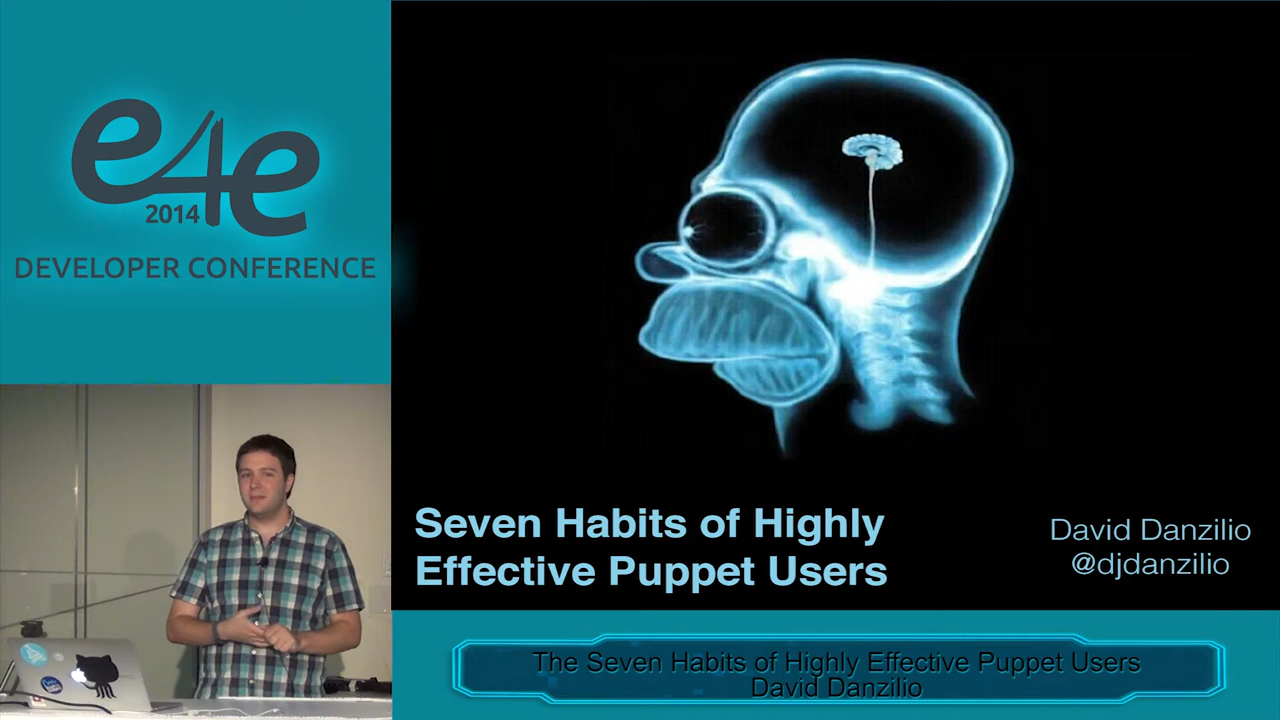 e4e
2014
DEVELOPER CONFERENCE
Seven Habits of Highly
Effective Puppet Users
David Danzilio
@djdanzilio
The Seven Habits of Highly Effective Puppet Users
David Danzilio